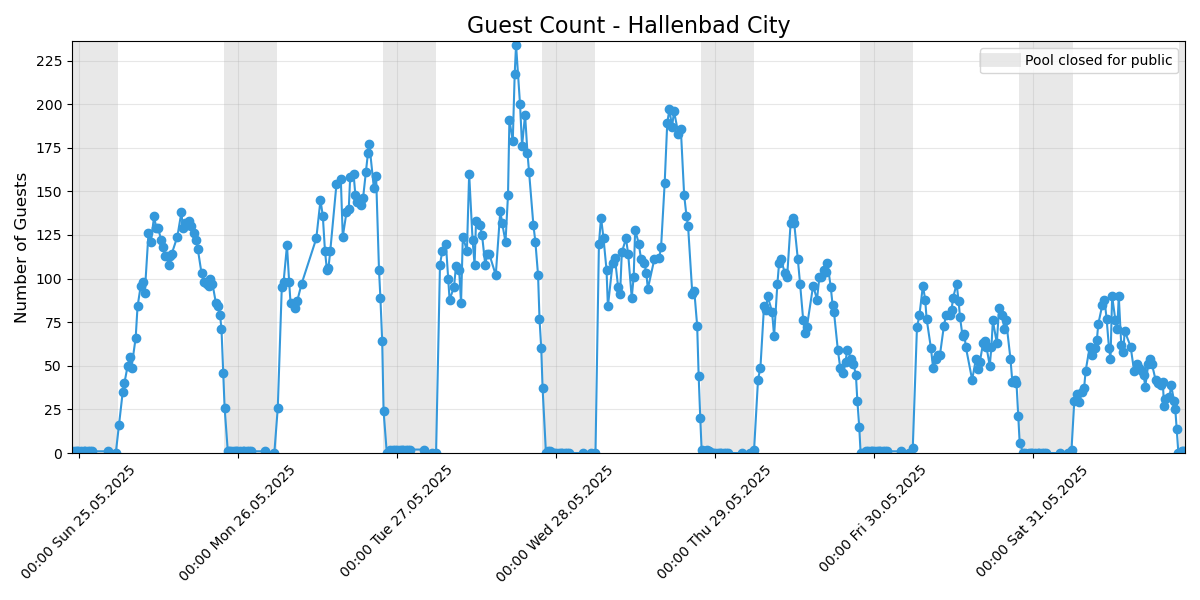 Guest Count - Hallenbad City
Pool closed for public
Number of Guests
225
200
175
150
125
100
75
50
25
0
00:00 Sun 25.05.2025
00:00 Mon 26.05.2025
00:00 Tue 27.05.2025
00:00 Wed 28.05.2025
00:00 Thu 29.05.2025
00:00 Fri 30.05.2025
00:00 Sat 31.05.2025